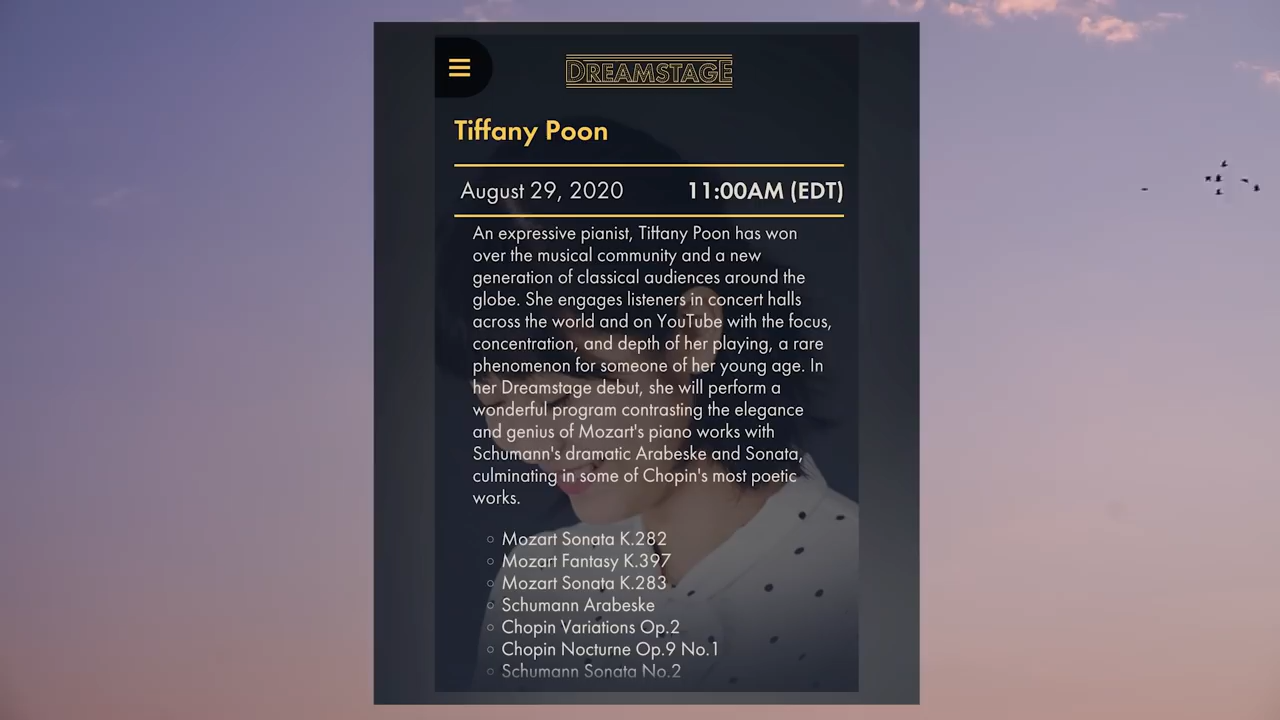 DREAMSTAGE
Tiffany Poon
August 29, 2020 11:00AM (EDT)
An expressive pianist, Tiffany Poon has won
over the musical community and a new
generation of classical audiences around the
globe. She engages listeners in concert halls
across the world and on YouTube with the focus,
concentration, and depth of her playing, a rare
phenomenon for someone of her young age. In
her Dreamstage debut, she will perform a
wonderful program contrasting the elegance
and genius of Mozart's piano works with
Schumann's dramatic Arabeske and Sonata,
culminating in some of Chopin's most poetic
works.
Mozart Sonata K.282
Mozart Fantasy K.397
Mozart Sonata K.283
Schumann Arabeske
Chopin Variations Op.2
Chopin Nocturne Op.9 No.1
Schumann Sonata No.2